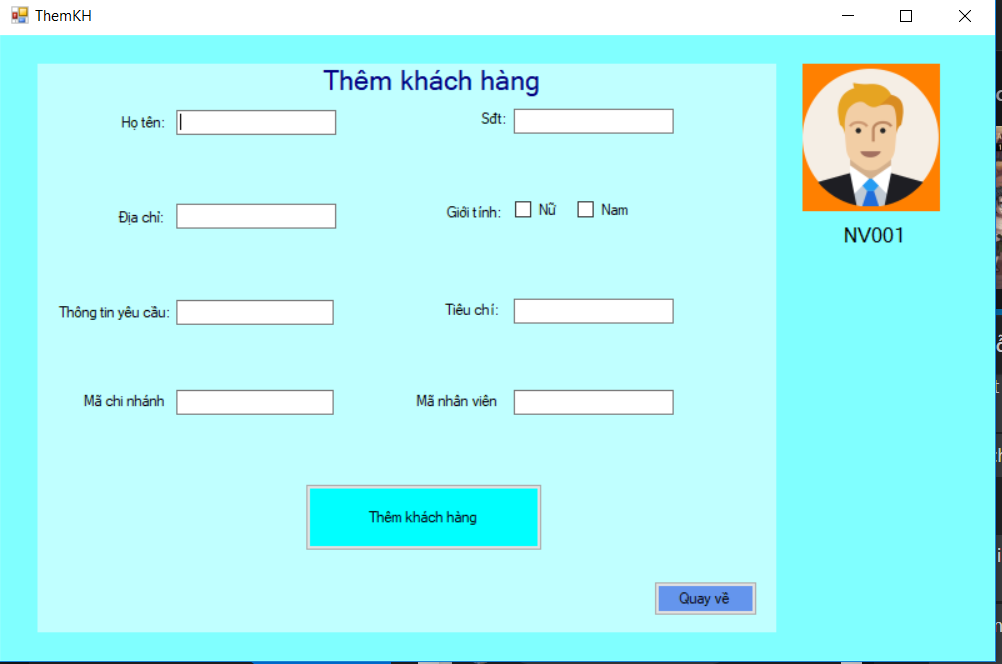 ThemKH
Thêm khách hàng
Họ tên:
Sđt:
Địa chỉ:
Giới tính:
Nữ
Nam
NV001
Thông tin yêu cầu:
Tiêu chí:
Mã chi nhánh
Mã nhân viên
Thêm khách hàng
Quay về